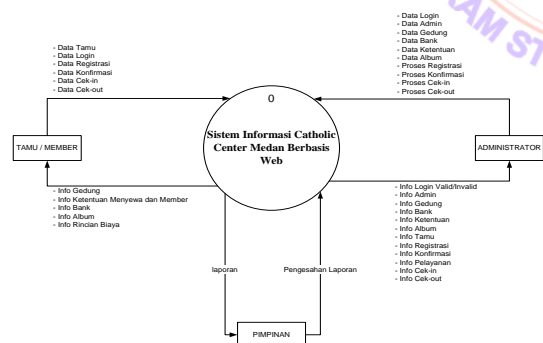 - Data Tamu
- Data Login
- Data Registrasi
- Data Konfirmasi
- Data Cek-in
- Data Cek-out
- Data Login
- Data Admin
- Data Gedung
- Data Bank
- Data Ketentuan
- Data Album
- Proses Registrasi
- Proses Konfirmasi
- Proses Cek-in
- Proses Cek-out
0
Sistem Informasi Catholic
Center Medan Berbasis
Web
TAMU / MEMBER
ADMINISTRATOR
- Info Gedung
- Info Ketentuan Menyewa dan Member
- Info Bank
- Info Album
- Info Rincian Biaya
- Info Login Valid/Invalid
- Info Admin
- Info Gedung
- Info Bank
- Info Ketentuan
- Info Album
- Info Tamu
- Info Registrasi
- Info Konfirmasi
- Info Pelayanan
- Info Cek-in
- Info Cek-out
laporan
Pengesahan Laporan
PIMPINAN